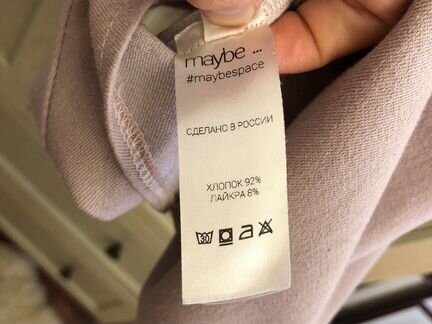 maybe ...
#maybespace
СДЕЛАНО В РОССИИ
ХЛОПОК 92%
ЛАЙКРА 8%
30